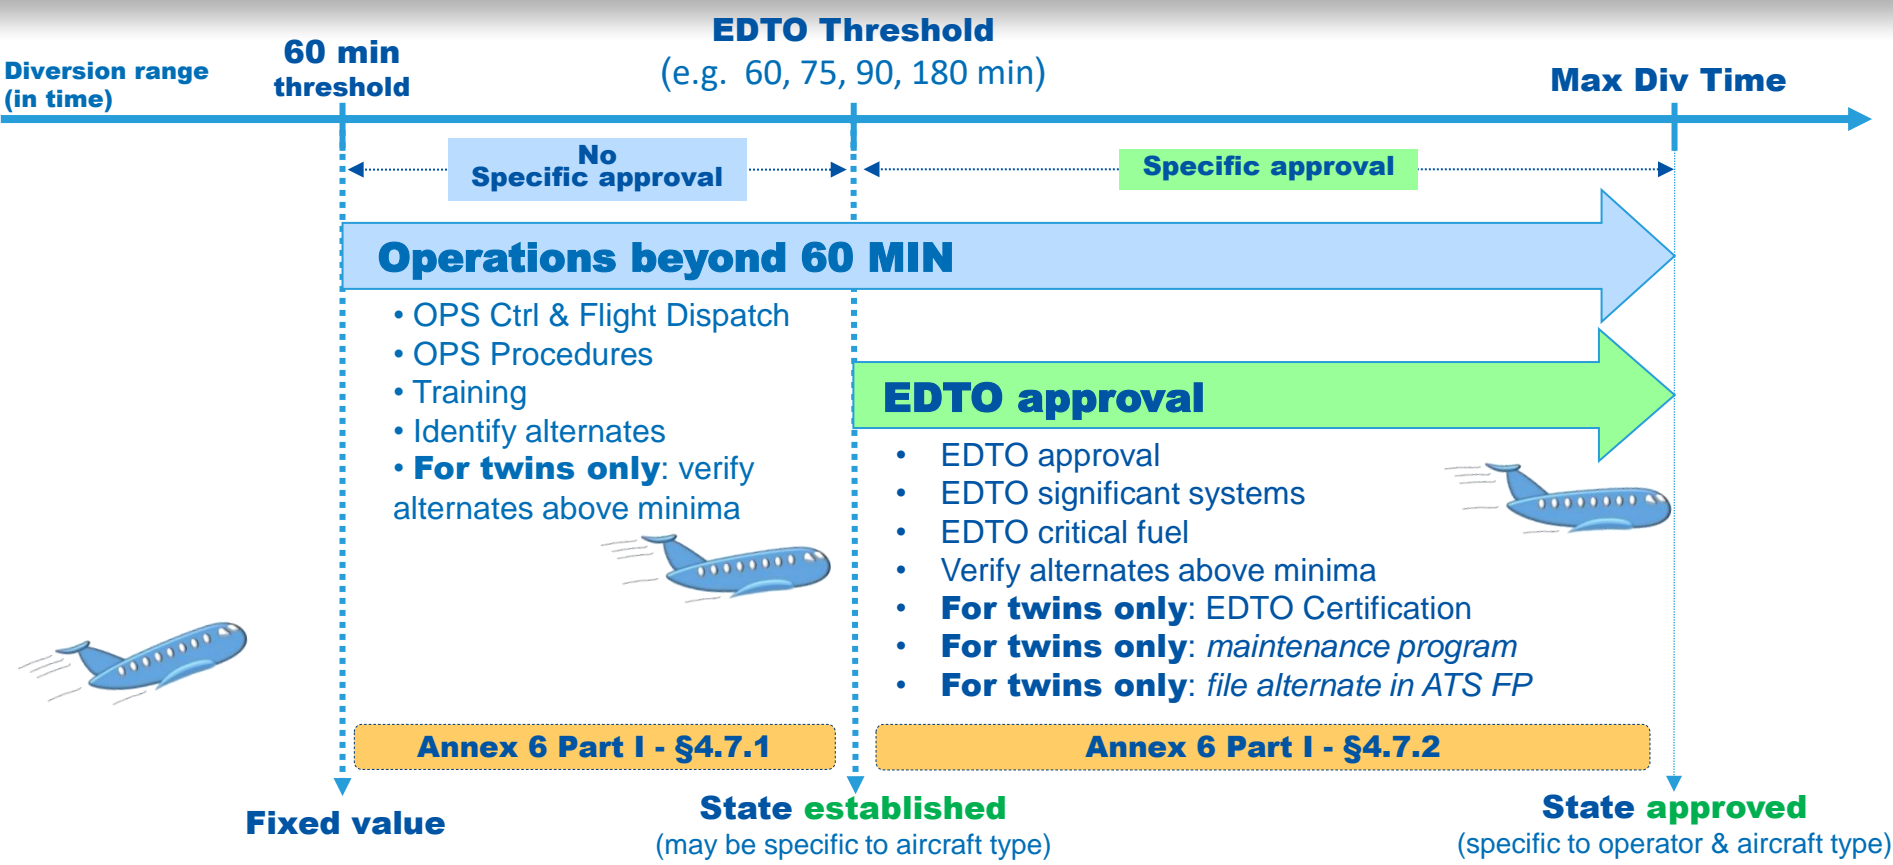 EDTO Threshold
(e.g. 60, 75, 90, 180 min)
60 min
threshold
Diversion range
(in time)
Max Div Time
No
Specific approval
Specific approval
Operations beyond 60 MIN
• OPS Ctrl & Flight Dispatch
• OPS Procedures
• Training
• Identify alternates
• For twins only: verify
alternates above minima
EDTO approval
• EDTO approval
• EDTO significant systems
• EDTO critical fuel
• Verify alternates above minima
• For twins only: EDTO Certification
• For twins only: maintenance program
• For twins only: file alternate in ATS FP
Annex 6 Part I - §4.7.1
Annex 6 Part I - §4.7.2
Fixed value
State established
(may be specific to aircraft type)
State approved
(specific to operator & aircraft type)